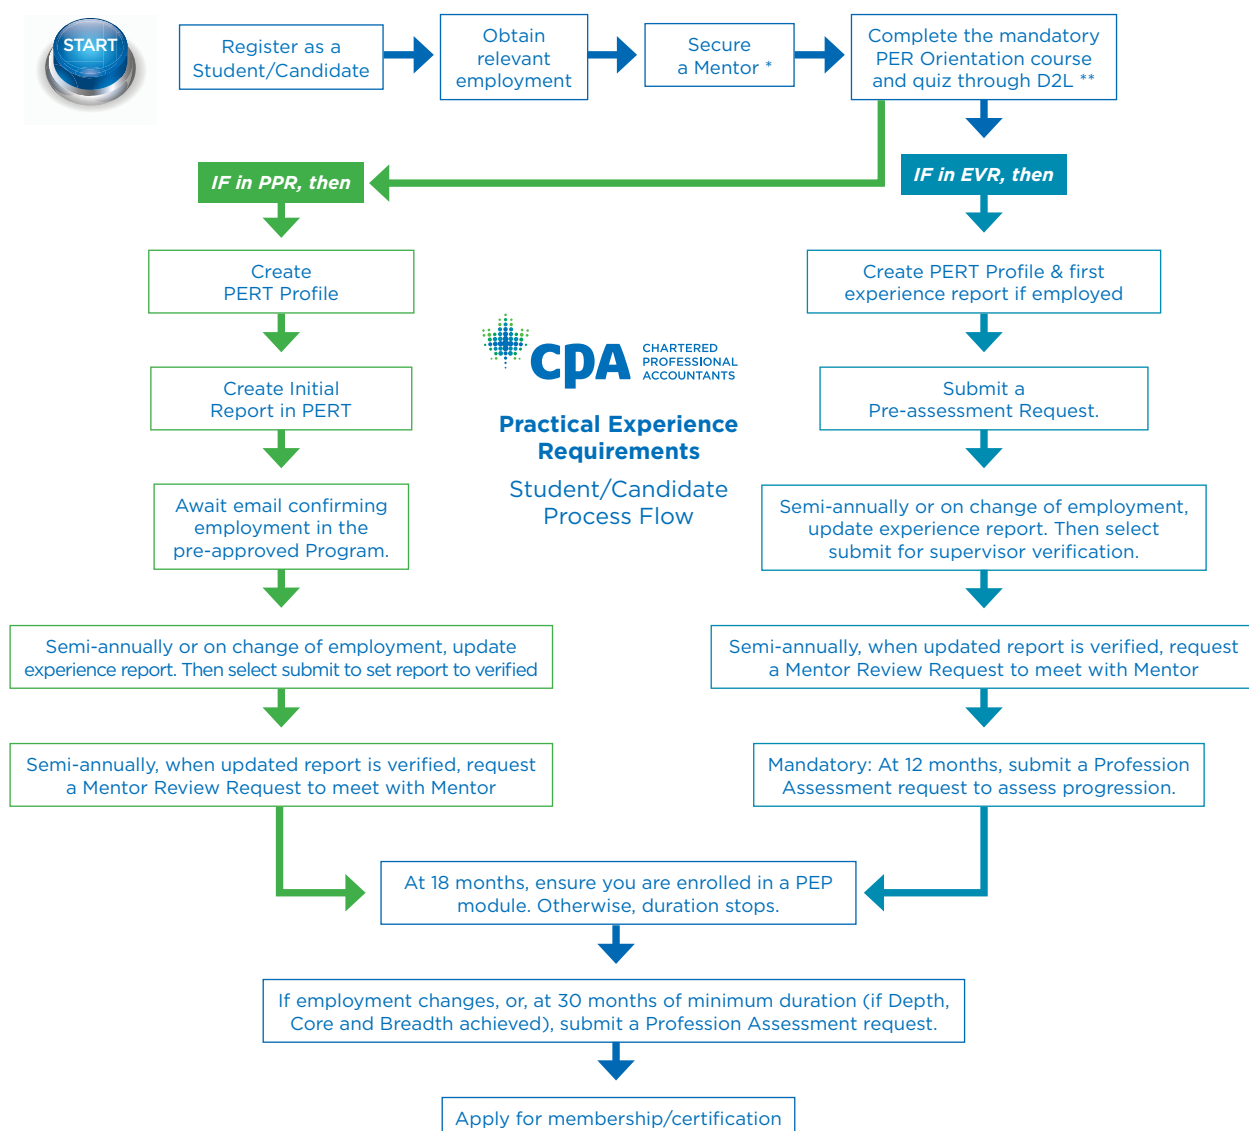 START
Register as a
Student/Candidate
Obtain
relevant
employment
Secure
a Mentor *
Complete the mandatory
PER Orientation course
and quiz through D2L **
IF in PPR, then
IF in EVR, then
Create
PERT Profile
Create PERT Profile & first
experience report if employed
CPA
CHARTERED
PROFESSIONAL
ACCOUNTANTS
Practical Experience
Requirements
Student/Candidate
Process Flow
Create Initial
Report in PERT
Submit a
Pre-assessment Request.
Await email confirming
employment in the
pre-approved Program.
Semi-annually or on change of employment,
update experience report. Then select
submit for supervisor verification.
Semi-annually or on change of employment, update
experience report. Then select submit to set report to verified
Semi-annually, when updated report is verified, request
a Mentor Review Request to meet with Mentor
Semi-annually, when updated report is verified, request
a Mentor Review Request to meet with Mentor
Mandatory: At 12 months, submit a Profession
Assessment request to assess progression.
At 18 months, ensure you are enrolled in a PEP
module. Otherwise, duration stops.
If employment changes, or, at 30 months of minimum duration (if Depth,
Core and Breadth achieved), submit a Profession Assessment request.
Apply for membership/certification